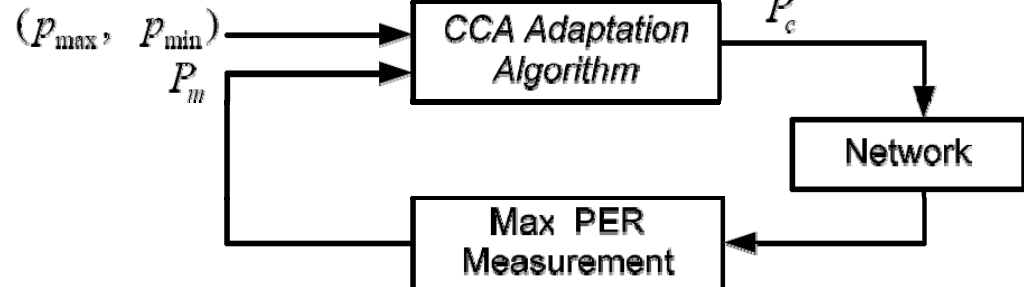 (p_max, p_min)
CCA Adaptation
Algorithm
P_c
P_m
Network
Max PER
Measurement